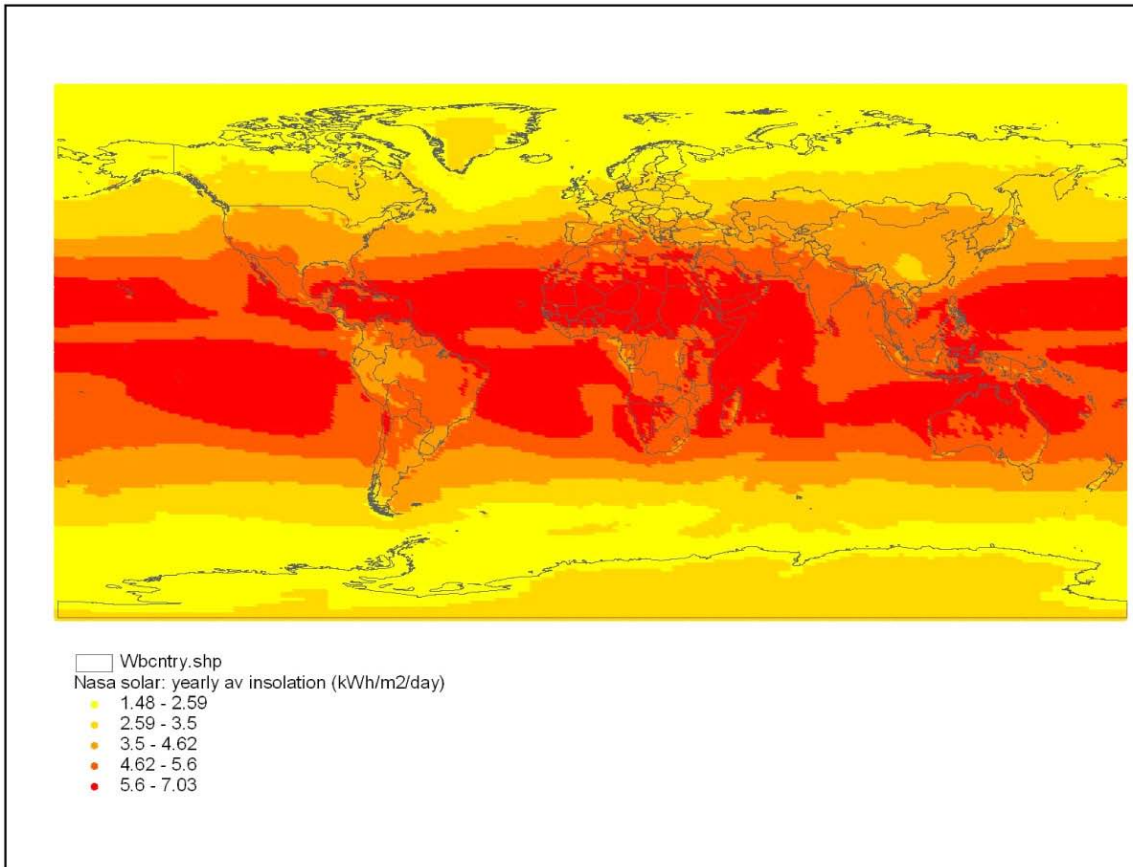 Wbcntry.shp
Nasa solar: yearly av insolation (kWh/m2/day)
1.48 - 2.59
2.59 - 3.5
3.5 - 4.62
4.62 - 5.6
5.6 - 7.03